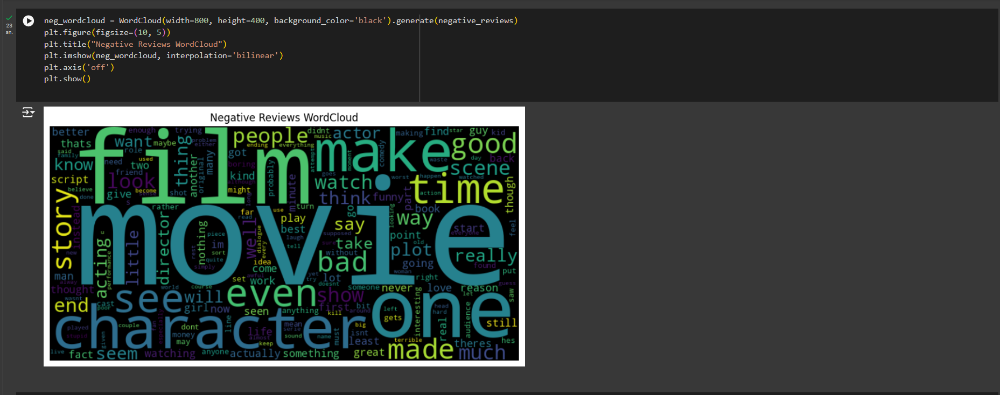 neg_wordcloud = WordCloud(width=800, height=400, background_color='black').generate(negative_reviews)
23
sn.
plt.figure(figsize=(10, 5))
plt.title("Negative Reviews WordCloud")
plt.imshow(neg_wordcloud, interpolation='bilinear')
plt.axis('off')
plt.show()
Negative Reviews WordCloud
better enough trying people didnt actor making find star guy kid
thats said family want maybe problem either ending everything music make good
film role thing another original many got boring attempt moment comedy waste day back
know need used two friend kind probably goes scene
script look although watch worst happen watched
believe done give become sense shot might long minute think funny part action time though
story s rather turn go looking book
instead far read use play say way start everyone feel
movie best supposed point old
acting little director nothing piece im well dialogue every laugh tell sure take plot really
new rest sort quite idea without going found
performance simply come bad woman put
man alway set awful work yet try lot doesnt right guess
thought wasnt world course even someone never love reason let saw
end cast poor see will show first bit around interesting
girl now seen anything kill left head hard audience
character one gets still
played stupid couple especially fan dont line mean serie big real
given money life almost sound name must isnt
may keep least terrible theres hes
live fact seem watching anyone actually something great made much